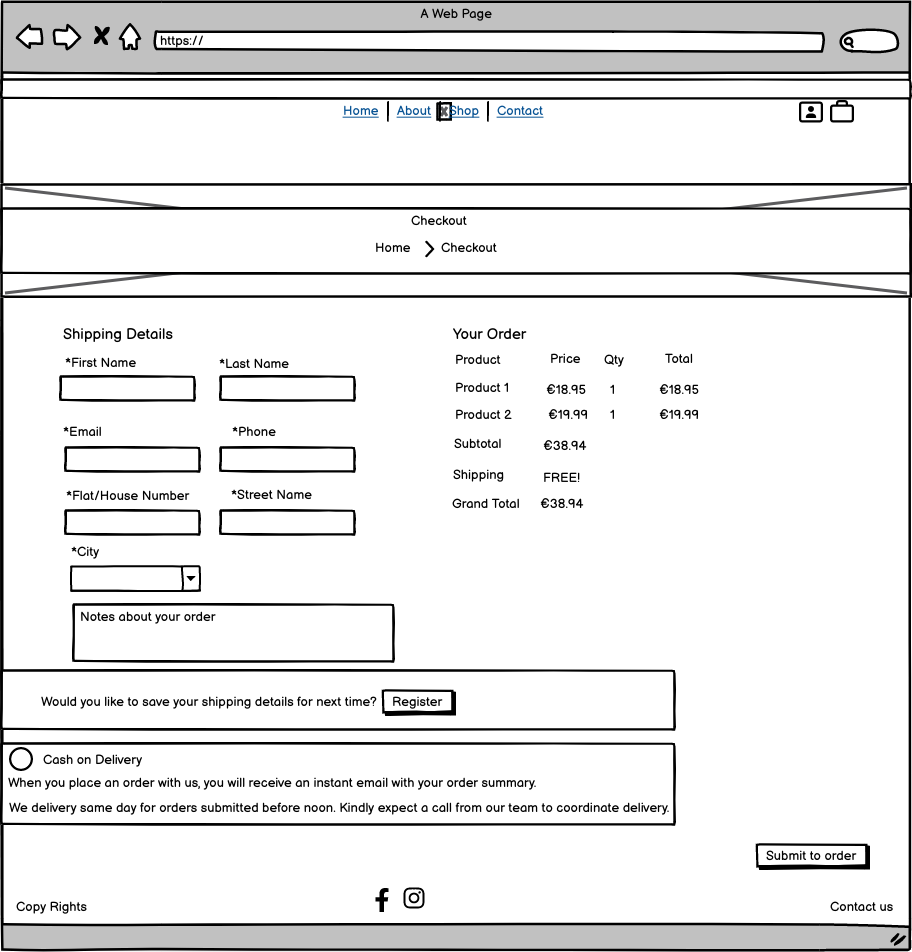 A Web Page
https://
Home About Shop Contact
Checkout
Home Checkout
Shipping Details
*First Name *Last Name
*Email *Phone
*Flat/House Number *Street Name
*City
Notes about your order
Your Order
Product Price Qty Total
Product 1 €18.95 1 €18.95
Product 2 €19.99 1 €19.99
Subtotal €38.94
Shipping FREE!
Grand Total €38.94
Would you like to save your shipping details for next time? Register
Cash on Delivery
When you place an order with us, you will receive an instant email with your order summary.
We delivery same day for orders submitted before noon. Kindly expect a call from our team to coordinate delivery.
Submit to order
Copy Rights Contact us